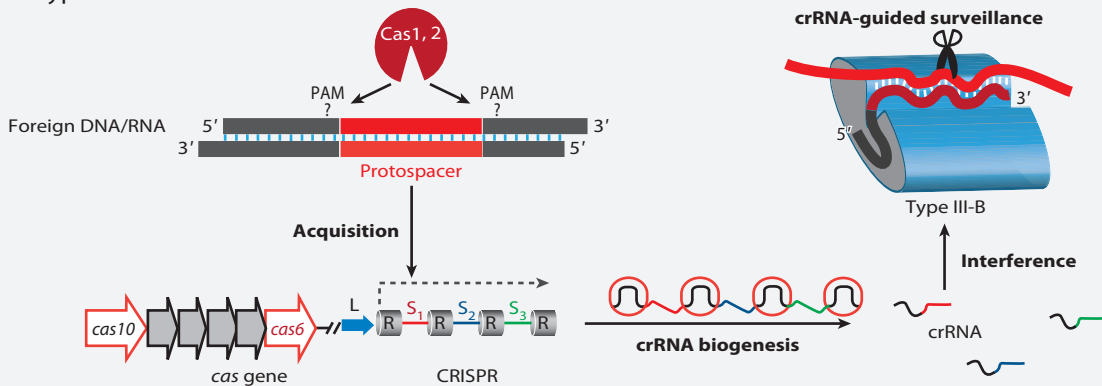 crRNA-guided surveillance
Cas1, 2
PAM
?
PAM
?
Foreign DNA/RNA
5′
3′
3′
5′
Protospacer
3′
5′
Type III-B
Acquisition
Interference
cas10
cas6
L
R
S1
R
S2
R
S3
R
crRNA
crRNA biogenesis
cas gene
CRISPR